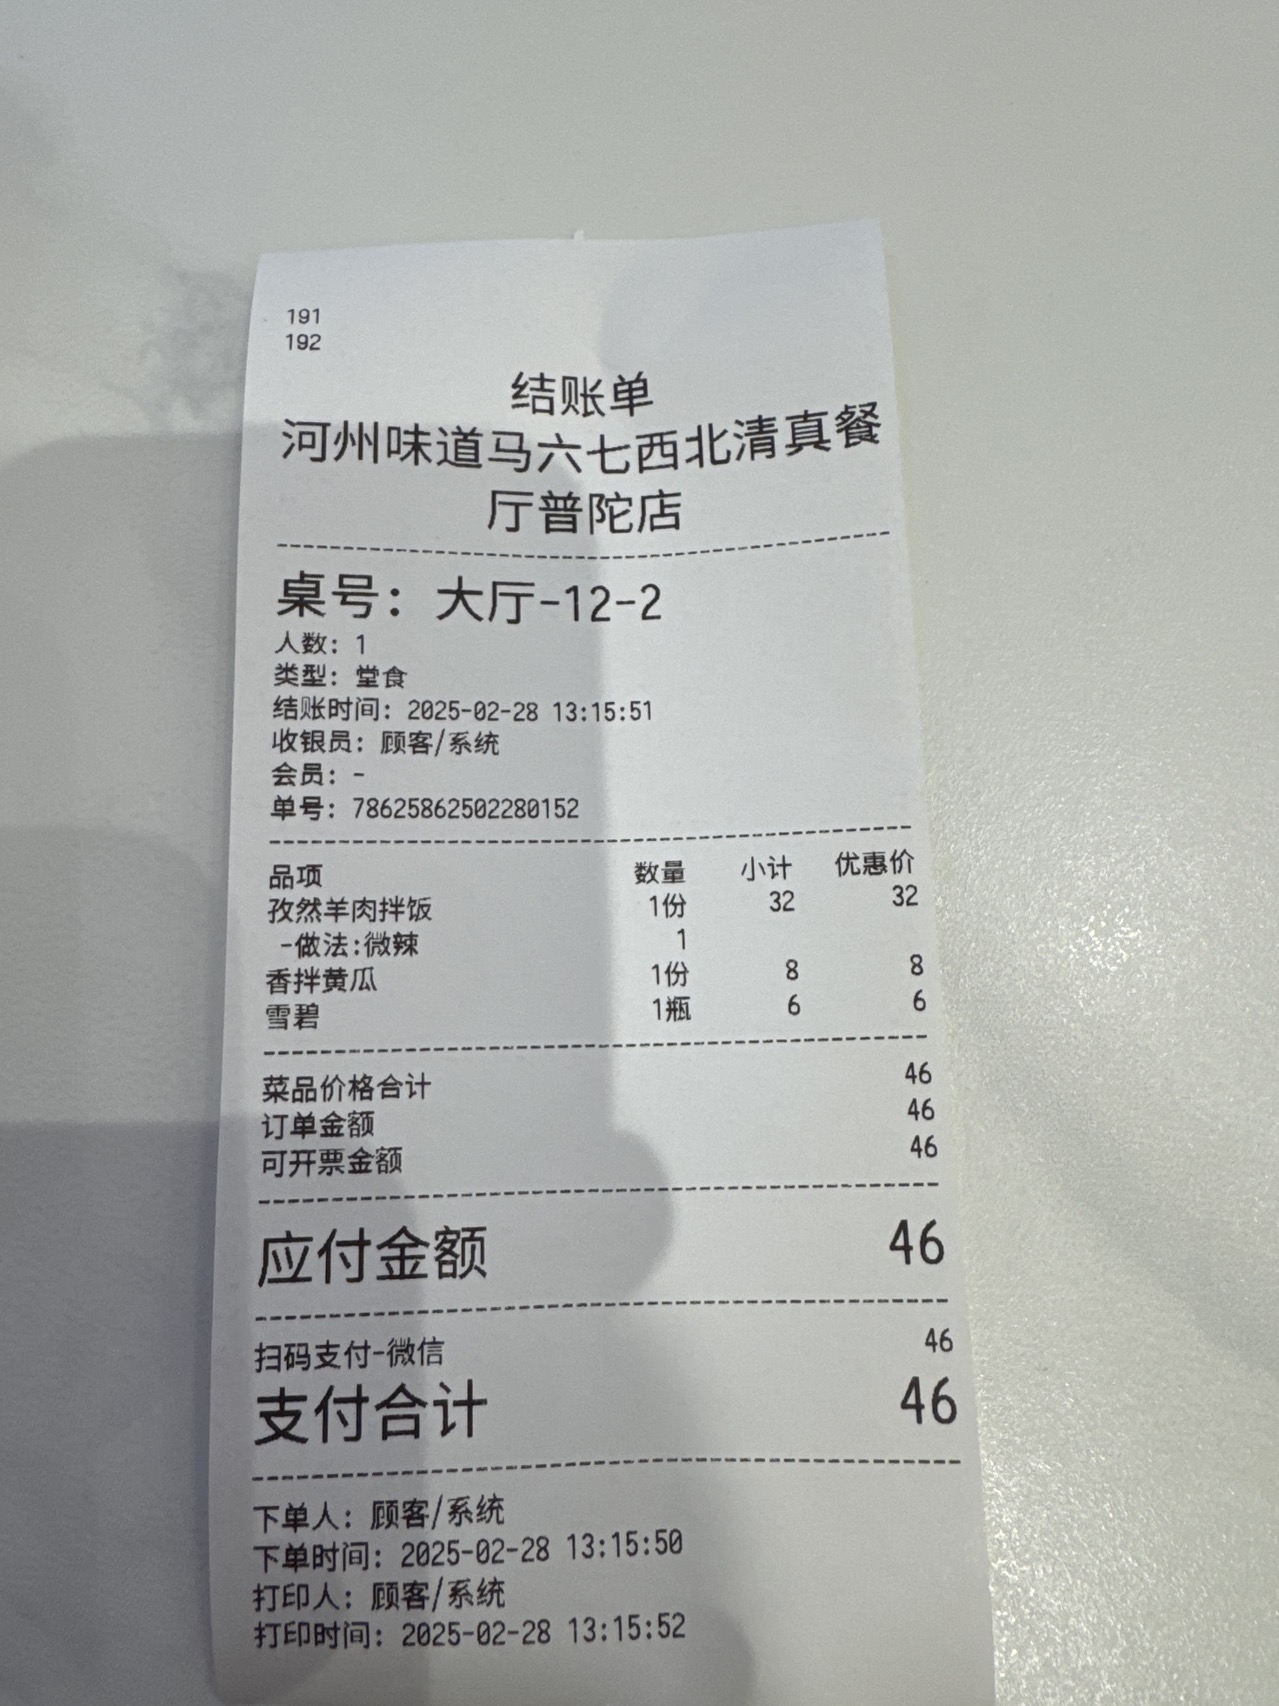 191
192
结账单
河州味道马六七西北清真餐
厅普陀店
桌号：大厅-12-2
人数：1
类型：堂食
结账时间：2025-02-28 13:15:51
收银员：顾客/系统
会员：-
单号：78625862502280152
品项 数量 小计 优惠价
孜然羊肉拌饭 1份 32 32
-做法:微辣 1
香拌黄瓜 1份 8 8
雪碧 1瓶 6 6
菜品价格合计 46
订单金额 46
可开票金额 46
应付金额 46
扫码支付-微信 46
支付合计 46
下单人：顾客/系统
下单时间：2025-02-28 13:15:50
打印人：顾客/系统
打印时间：2025-02-28 13:15:52